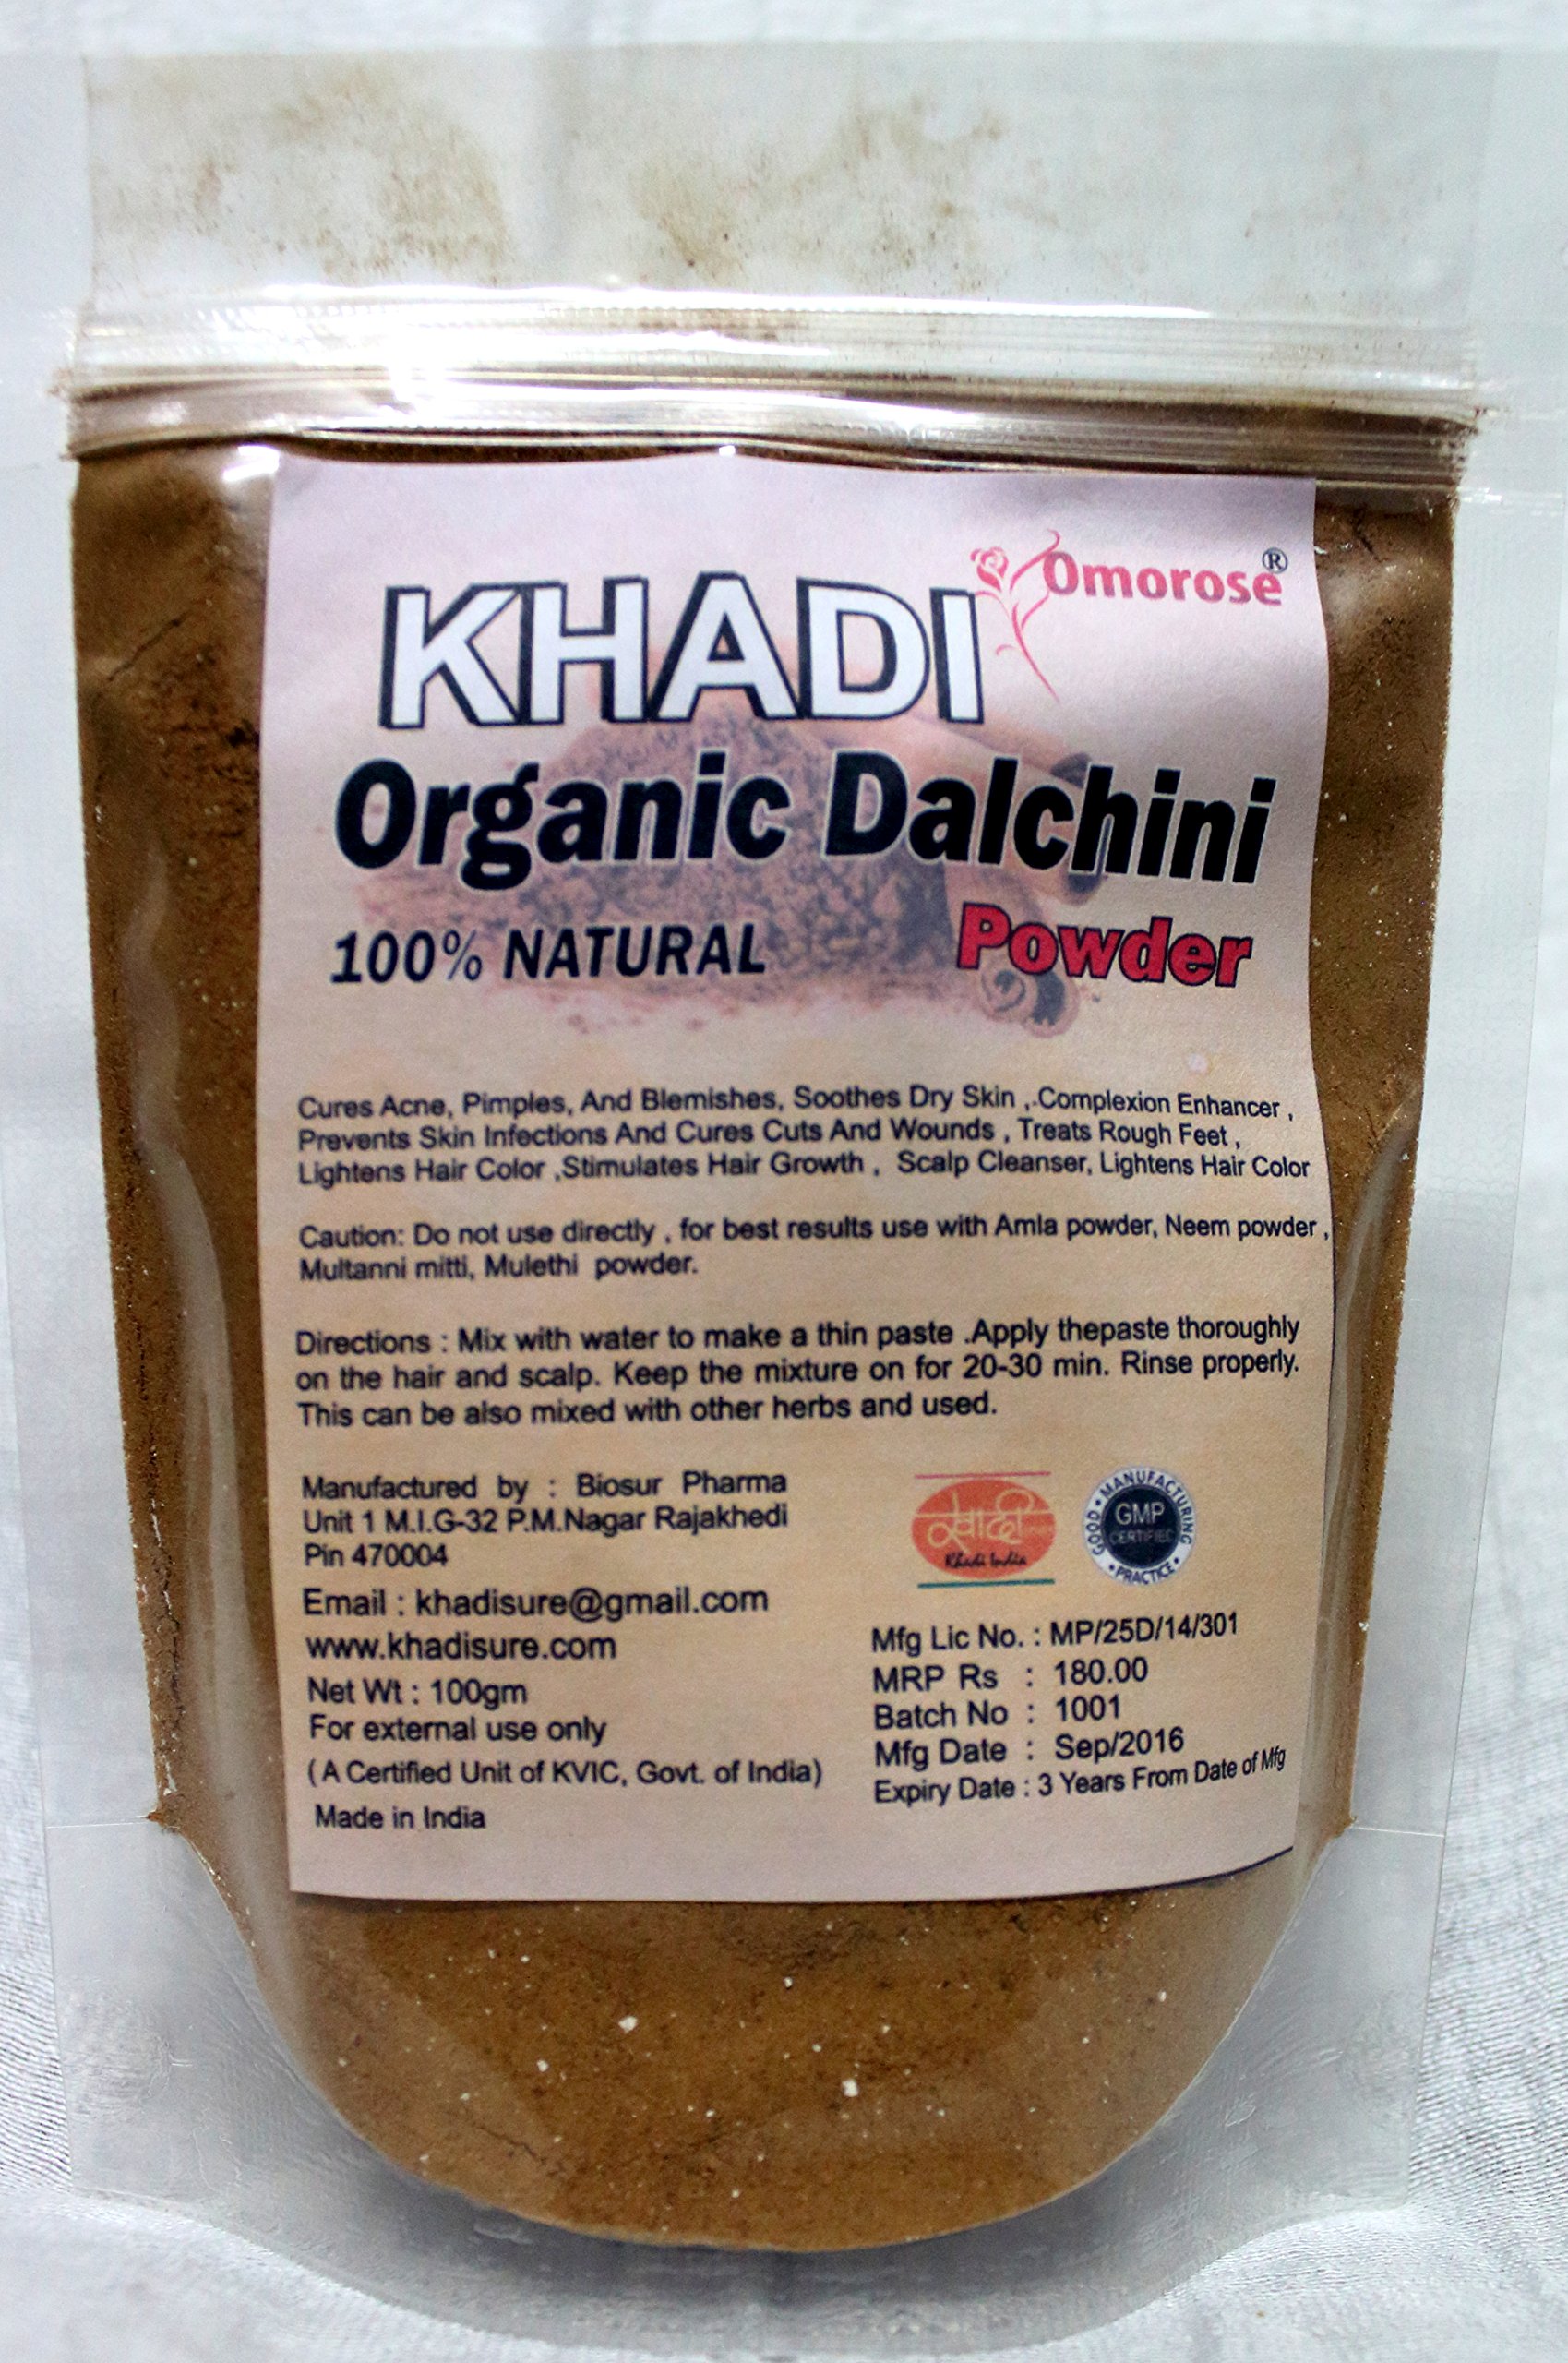 Omorose®
KHADI
Organic Dalchini
100% NATURAL
Powder
Cures Acne, Pimples, And Blemishes, Soothes Dry Skin , Complexion Enhancer ,
Prevents Skin Infections And Cures Cuts And Wounds , Treats Rough Feet ,
Lightens Hair Color ,Stimulates Hair Growth , Scalp Cleanser, Lightens Hair Color
Caution: Do not use directly , for best results use with Amla powder, Neem powder ,
Multanni mitti, Mulethi powder.
Directions : Mix with water to make a thin paste .Apply thepaste thoroughly
on the hair and scalp. Keep the mixture on for 20-30 min. Rinse properly.
This can be also mixed with other herbs and used.
Manufactured by : Biosur Pharma
Unit 1 M.I.G-32 P.M.Nagar Rajakhedi
Pin 470004
Email : khadisure@gmail.com
www.khadisure.com
Net Wt : 100gm
For external use only
( A Certified Unit of KVIC, Govt. of India)
Made in India
खादी
Khadi India
GOOD • MANUFACTURING • PRACTICE •
GMP
CERTIFIED
Mfg Lic No. : MP/25D/14/301
MRP Rs : 180.00
Batch No : 1001
Mfg Date : Sep/2016
Expiry Date : 3 Years From Date of Mfg